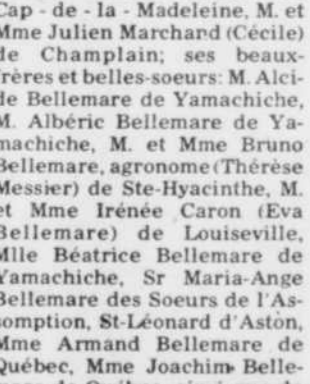 Cap - de - la - Madeleine, M. et
Mme Julien Marchand (Cécile)
de Champlain; ses beaux-
frères et belles-soeurs: M. Alci-
de Bellemare de Yamachiche,
M. Albéric Bellemare de Ya-
machiche, M. et Mme Bruno
Bellemare, agronome (Thérèse
Messier) de Ste-Hyacinthe, M.
et Mme Irénée Caron (Eva
Bellemare) de Louiseville,
Mlle Béatrice Bellemare de
Yamachiche, Sr Maria-Ange
Bellemare des Soeurs de l'As-
somption, St-Léonard d'Aston,
Mme Armand Bellemare de
Québec, Mme Joachim Belle-